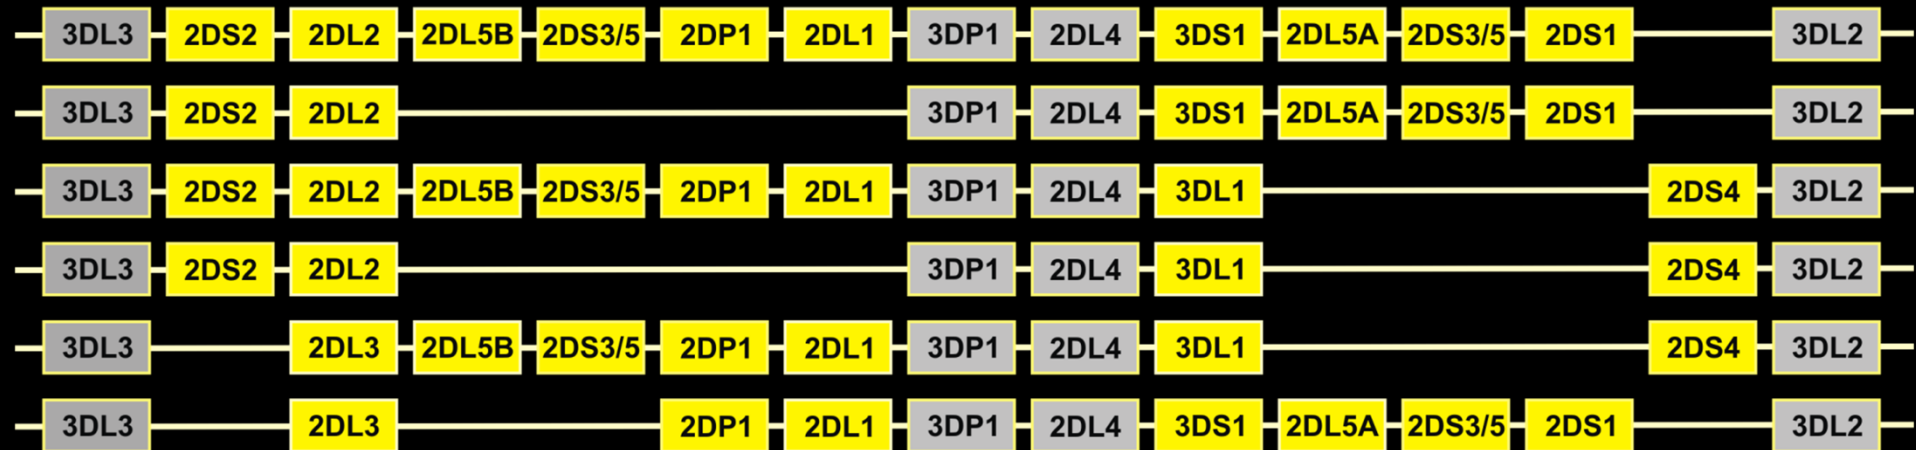 3DL3 2DS2 2DL2 2DL5B 2DS3/5 2DP1 2DL1 3DP1 2DL4 3DS1 2DL5A 2DS3/5 2DS1 3DL2
3DL3 2DS2 2DL2 3DP1 2DL4 3DS1 2DL5A 2DS3/5 2DS1 3DL2
3DL3 2DS2 2DL2 2DL5B 2DS3/5 2DP1 2DL1 3DP1 2DL4 3DL1 2DS4 3DL2
3DL3 2DS2 2DL2 3DP1 2DL4 3DL1 2DS4 3DL2
3DL3 2DL3 2DL5B 2DS3/5 2DP1 2DL1 3DP1 2DL4 3DL1 2DS4 3DL2
3DL3 2DL3 2DP1 2DL1 3DP1 2DL4 3DS1 2DL5A 2DS3/5 2DS1 3DL2